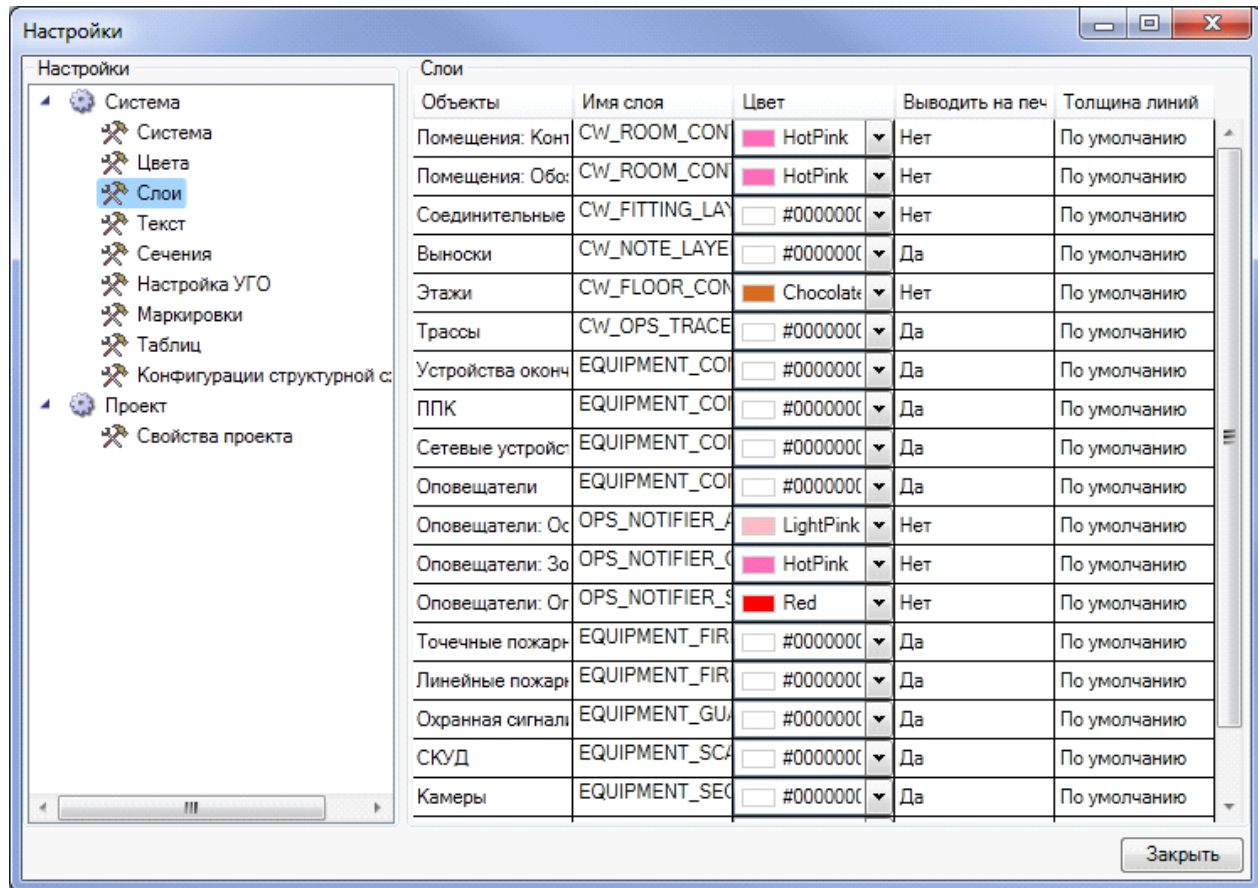 Настройки
Настройки
Система
Система
Цвета
Слои
Текст
Сечения
Настройка УГО
Маркировки
Таблиц
Конфигурации структурной с
Проект
Свойства проекта
Слои
Объекты Имя слоя Цвет Выводить на печ Толщина линий
Помещения: Конт CW_ROOM_CONT HotPink Нет По умолчанию
Помещения: Обо CW_ROOM_CONT HotPink Нет По умолчанию
Соединительные CW_FITTING_LAY #0000000 Нет По умолчанию
Выноски CW_NOTE_LAYE #0000000 Да По умолчанию
Этажи CW_FLOOR_CON Chocolate Нет По умолчанию
Трассы CW_OPS_TRACE #0000000 Да По умолчанию
Устройства оконч EQUIPMENT_CO #0000000 Да По умолчанию
ППК EQUIPMENT_CO #0000000 Да По умолчанию
Сетевые устройс EQUIPMENT_CO #0000000 Да По умолчанию
Оповещатели EQUIPMENT_CO #0000000 Да По умолчанию
Оповещатели: Ос OPS_NOTIFIER_A LightPink Нет По умолчанию
Оповещатели: Зо OPS_NOTIFIER_ HotPink Нет По умолчанию
Оповещатели: Ог OPS_NOTIFIER_S Red Нет По умолчанию
Точечные пожарн EQUIPMENT_FIR #0000000 Да По умолчанию
Линейные пожарн EQUIPMENT_FIR #0000000 Да По умолчанию
Охранная сигнал EQUIPMENT_GUA #0000000 Да По умолчанию
СКУД EQUIPMENT_SCA #0000000 Да По умолчанию
Камеры EQUIPMENT_SEC #0000000 Да По умолчанию
Закрыть